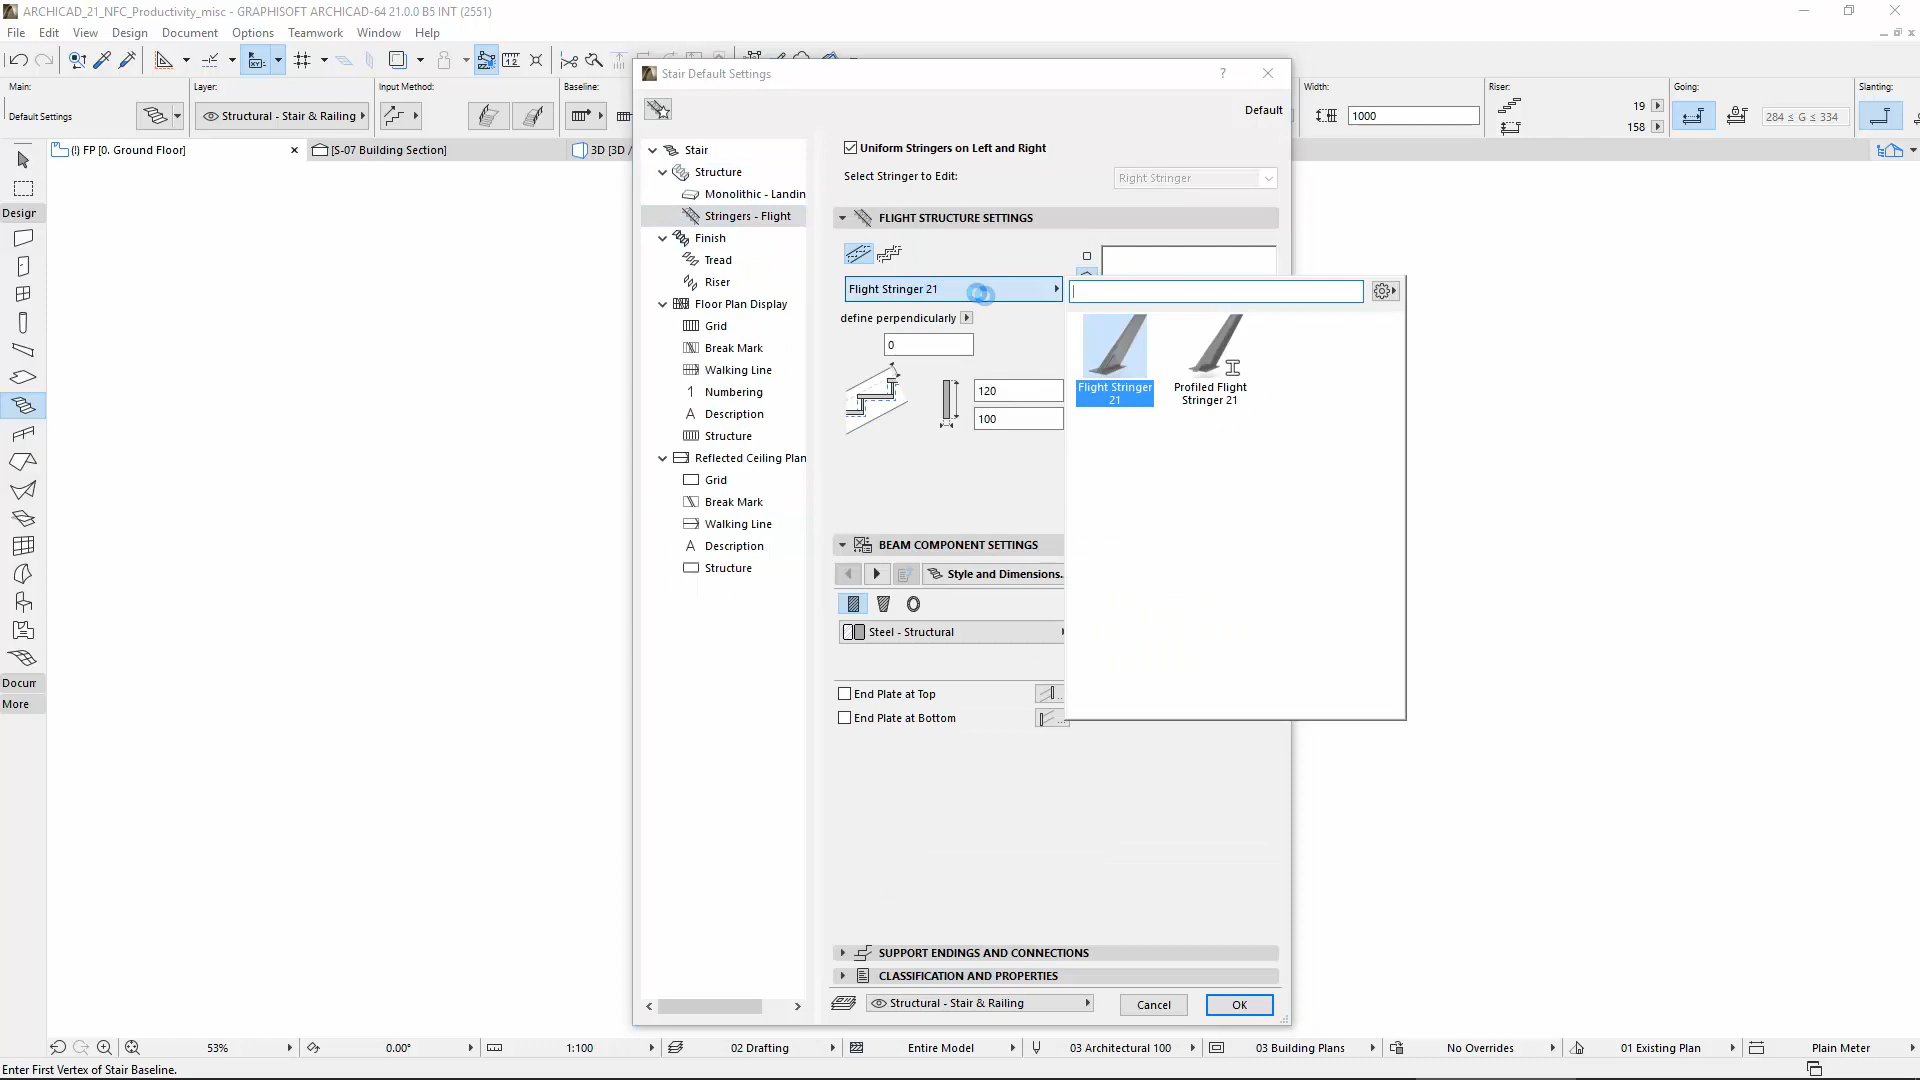 ARCHICAD_21_NFC_Productivity_misc - GRAPHISOFT ARCHICAD-64 21.0.0 B5 INT (2551)
File Edit View Design Document Options Teamwork Window Help
Main:
Default Settings
Layer:
Structural - Stair & Railing
Input Method:
Baseline:
Width:
1000
Riser:
19
158
Going:
284 ≤ G ≤ 334
Slanting:
(!) FP [0. Ground Floor]
[S-07 Building Section]
3D [3D /
Design
Docum
More
Stair Default Settings
?
Default
Stair
Structure
Monolithic - Landin
Stringers - Flight
Finish
Tread
Riser
Floor Plan Display
Grid
Break Mark
Walking Line
Numbering
Description
Structure
Reflected Ceiling Plan
Grid
Break Mark
Walking Line
Description
Structure
Uniform Stringers on Left and Right
Select Stringer to Edit:
Right Stringer
FLIGHT STRUCTURE SETTINGS
Flight Stringer 21
define perpendicularly
0
120
100
Flight Stringer
21
Profiled Flight
Stringer 21
BEAM COMPONENT SETTINGS
Style and Dimensions.
Steel - Structural
End Plate at Top
End Plate at Bottom
SUPPORT ENDINGS AND CONNECTIONS
CLASSIFICATION AND PROPERTIES
Structural - Stair & Railing
Cancel
OK
53%
0.00°
1:100
02 Drafting
Entire Model
03 Architectural 100
03 Building Plans
No Overrides
01 Existing Plan
Plain Meter
Enter First Vertex of Stair Baseline.